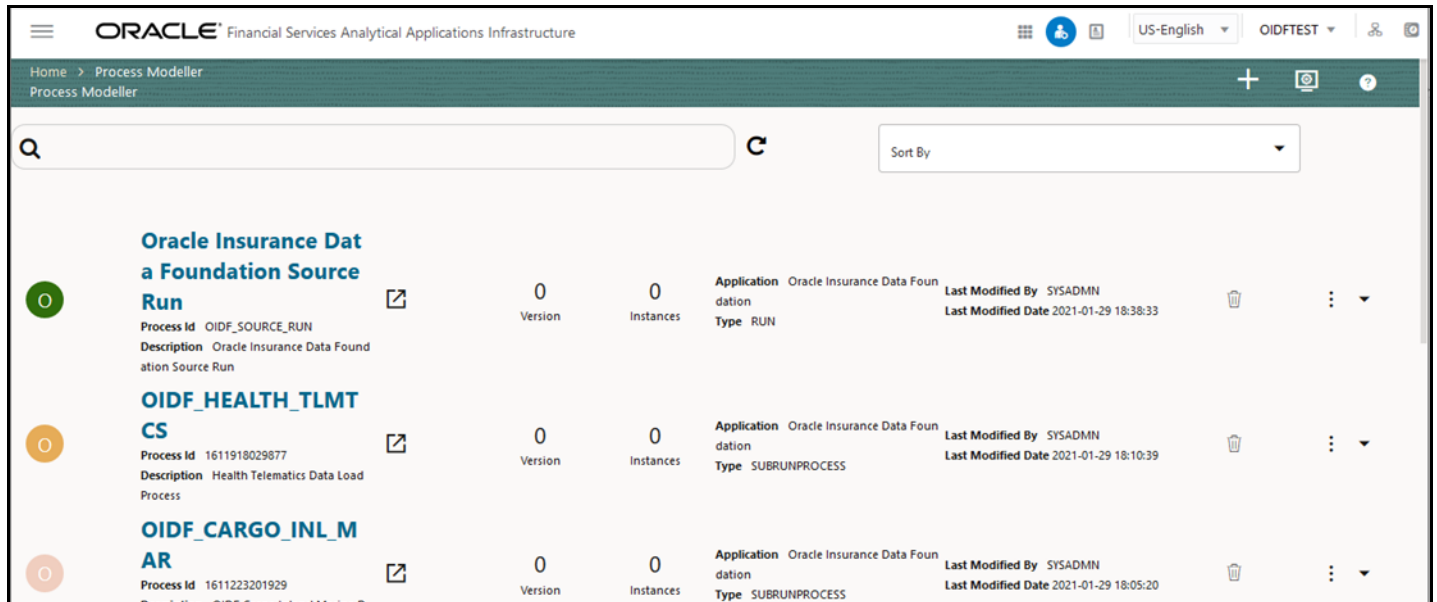 ORACLE Financial Services Analytical Applications Infrastructure
US-English
OIDFTEST
Home > Process Modeller
Process Modeller
Sort By
O
Oracle Insurance Dat
a Foundation Source
Run
Process Id OIDF_SOURCE_RUN
Description Oracle Insurance Data Found
ation Source Run
0
Version
0
Instances
Application Oracle Insurance Data Foun
dation
Type RUN
Last Modified By SYSADMN
Last Modified Date 2021-01-29 18:38:33
O
OIDF_HEALTH_TLMT
CS
Process Id 1611918029877
Description Health Telematics Data Load
Process
0
Version
0
Instances
Application Oracle Insurance Data Foun
dation
Type SUBRUNPROCESS
Last Modified By SYSADMN
Last Modified Date 2021-01-29 18:10:39
O
OIDF_CARGO_INL_M
AR
Process Id 1611223201929
0
Version
0
Instances
Application Oracle Insurance Data Foun
dation
Type SUBRUNPROCESS
Last Modified By SYSADMN
Last Modified Date 2021-01-29 18:05:20